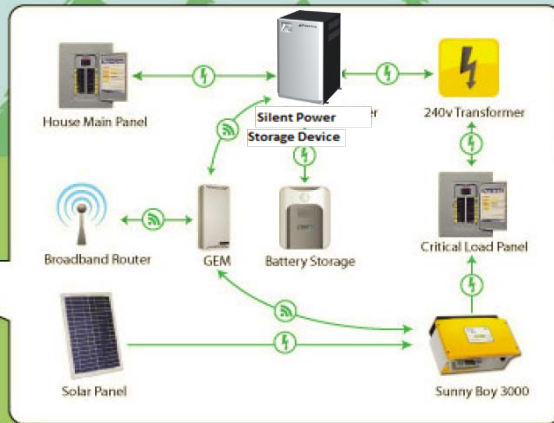 House Main Panel
Silent Power
er
Storage Device
240v Transformer
Broadband Router
GEM
Battery Storage
Critical Load Panel
Solar Panel
Sunny Boy 3000